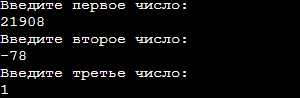 Введите первое число:
21908
Введите второе число:
-78
Введите третье число:
1